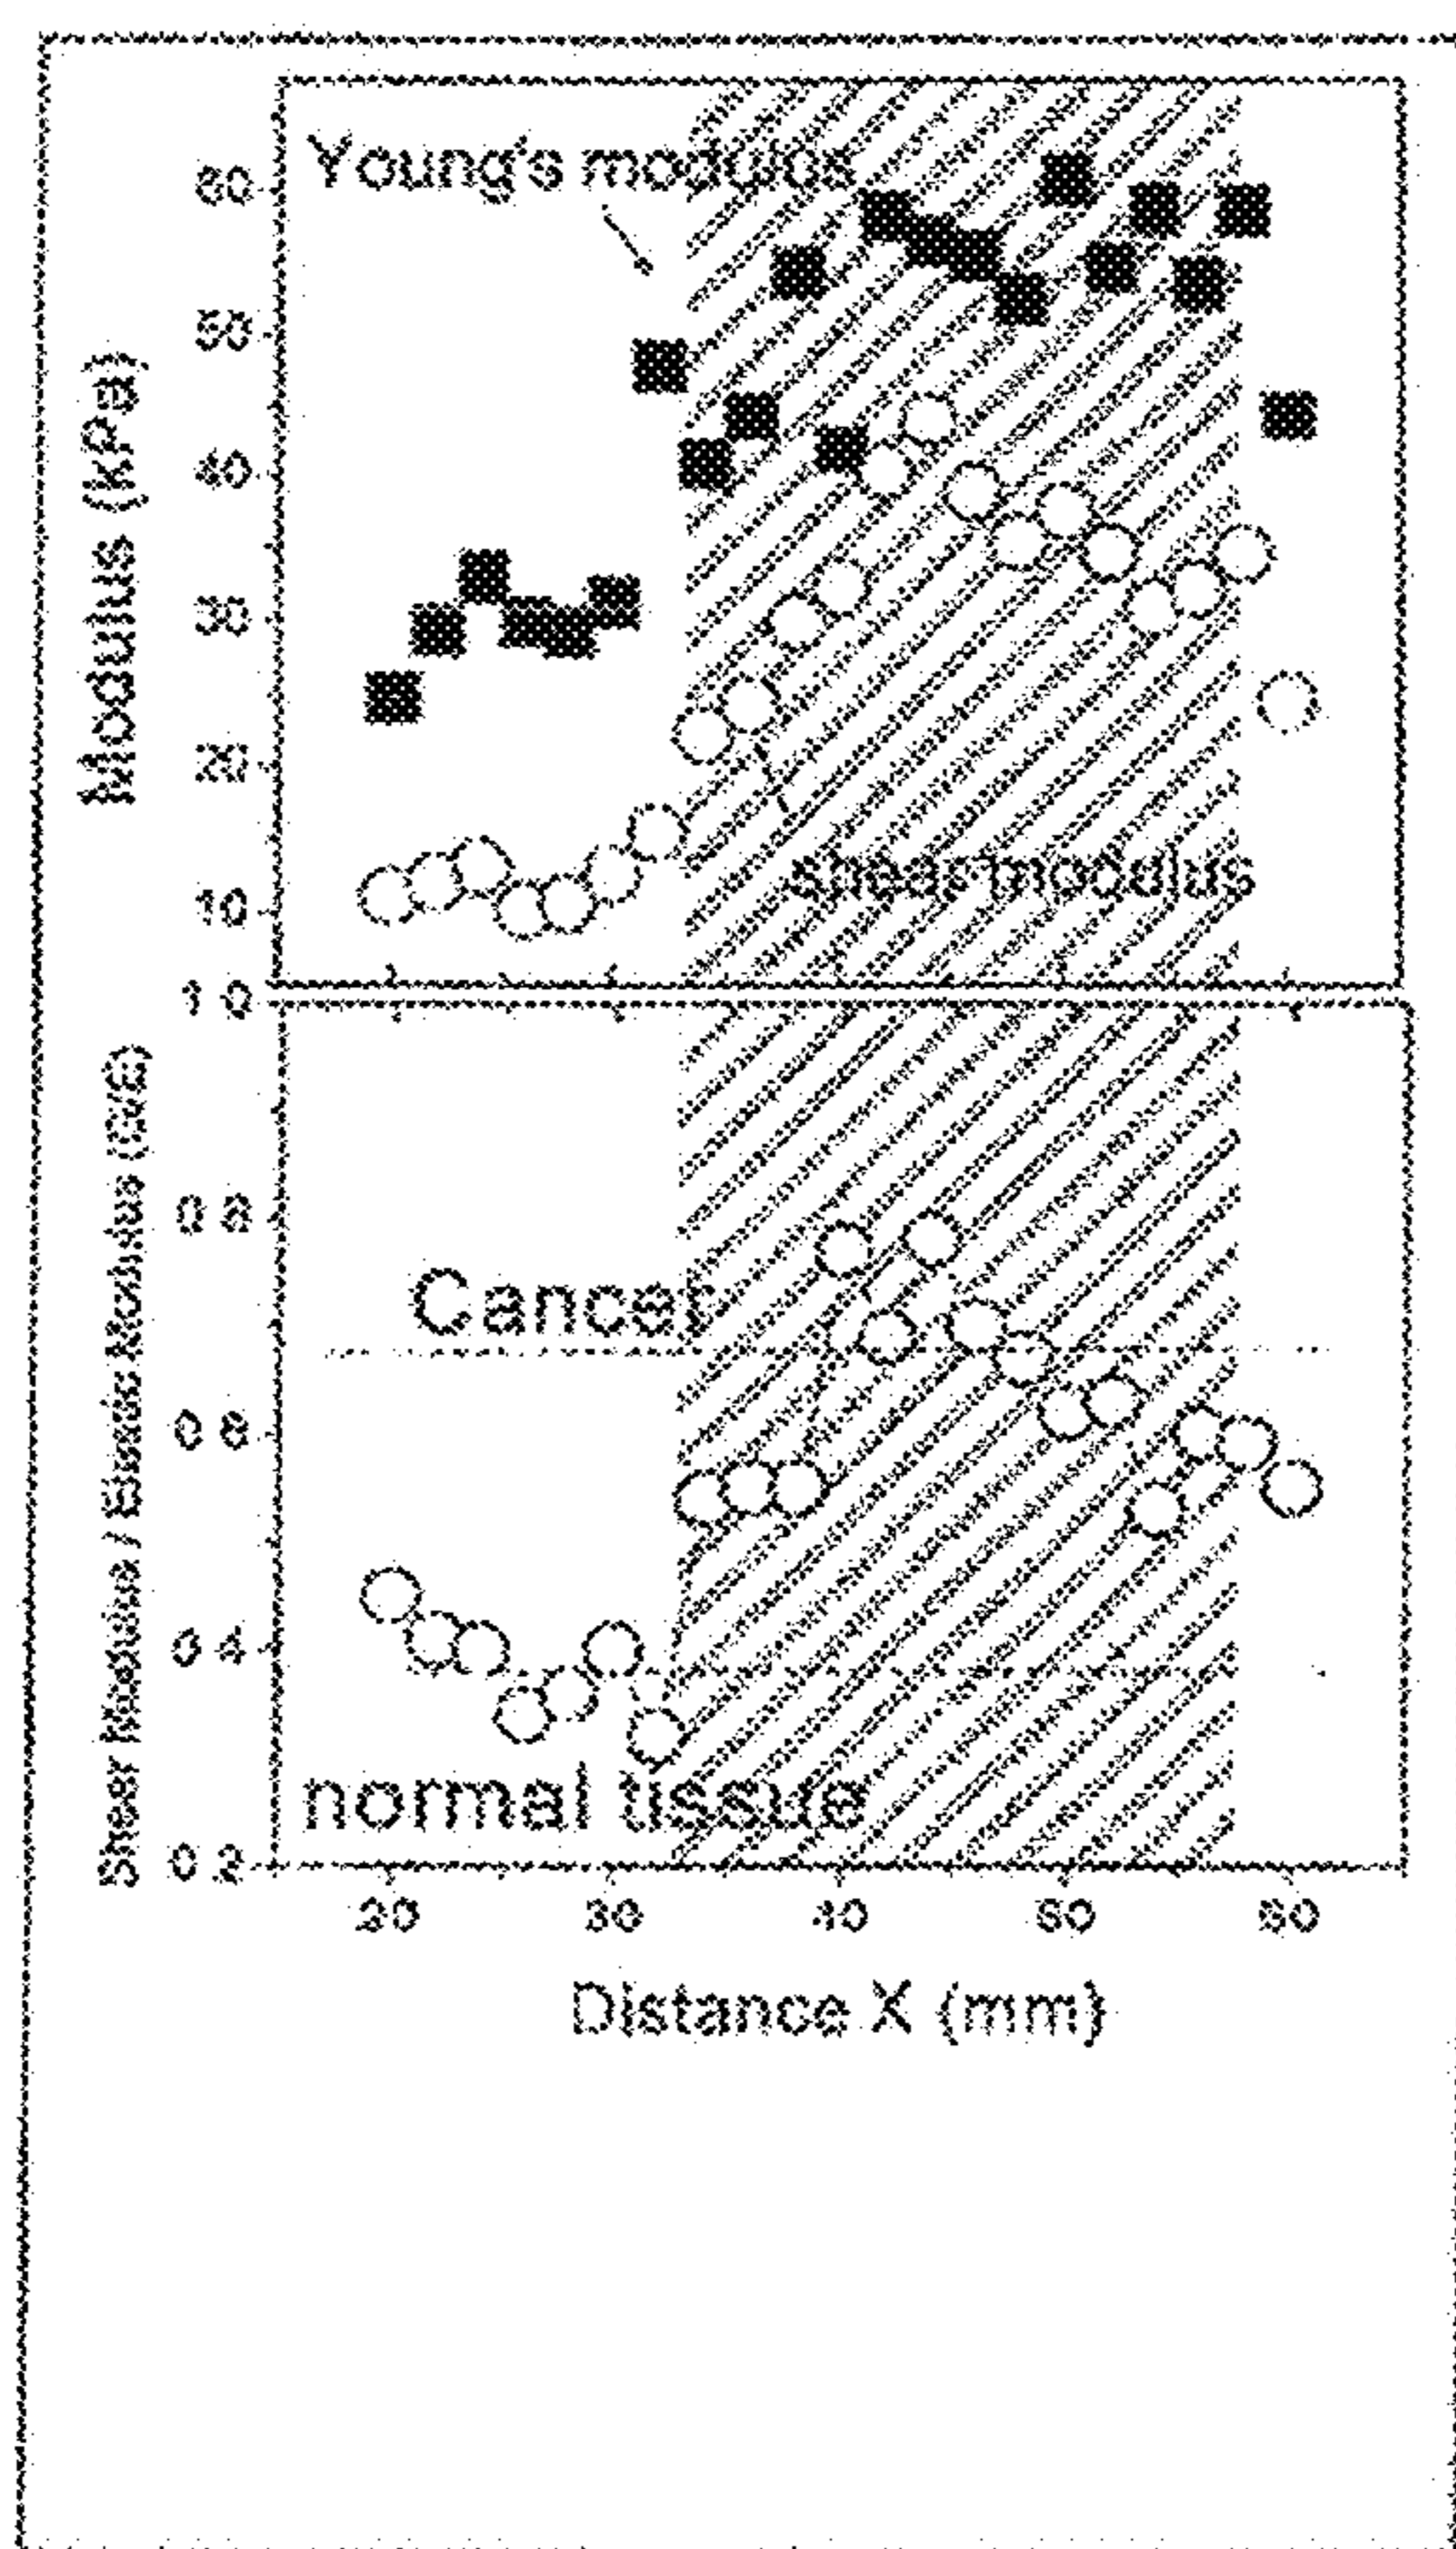 Young's modulus
60
50
40
30
20
10
Modulus (kPa)
shear modulus
1 0
0 8
0 6
0 4
0 2
Shear Modulus / Elastic Modulus (G/E)
Cancer
normal tissue
20 30 40 50 60
Distance X (mm)